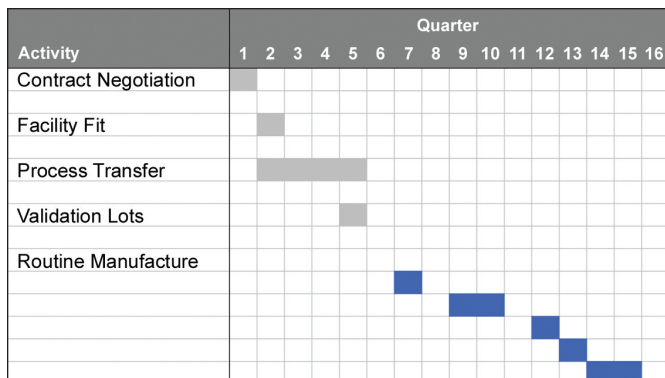 Quarter
Activity 1 2 3 4 5 6 7 8 9 10 11 12 13 14 15 16
Contract Negotiation
Facility Fit
Process Transfer
Validation Lots
Routine Manufacture